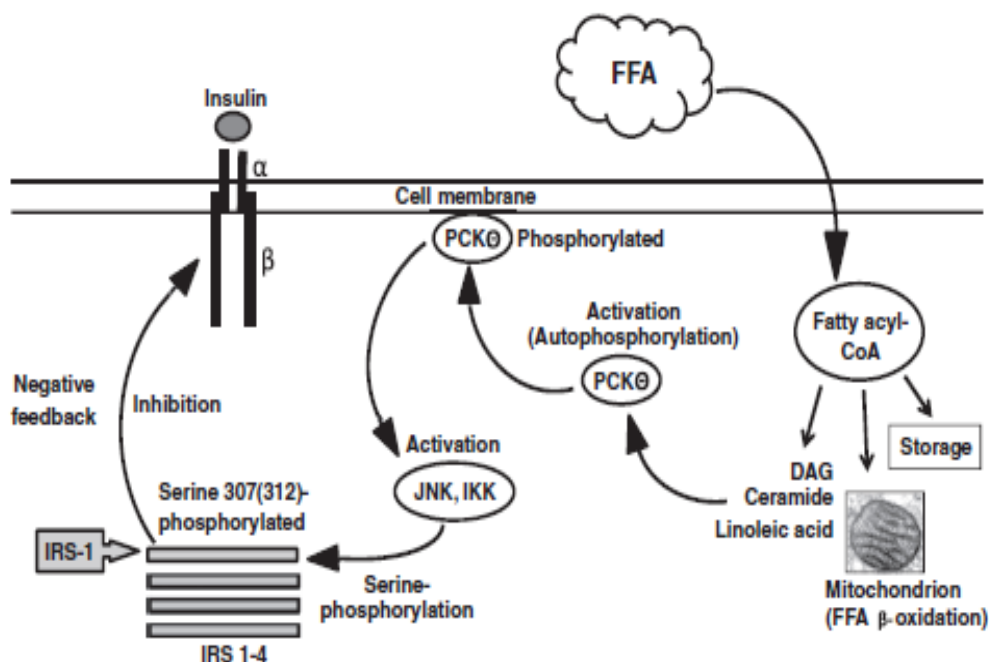 FFA
Insulin
α
Cell membrane
PCKΘ Phosphorylated
β
Activation
(Autophosphorylation)
Fatty acyl-
CoA
PCKΘ
Negative
feedback
Inhibition
Activation
Storage
JNK, IKK
DAG
Ceramide
Linoleic acid
Serine 307(312)-
phosphorylated
IRS-1
Serine-
phosphorylation
Mitochondrion
(FFA β-oxidation)
IRS 1-4